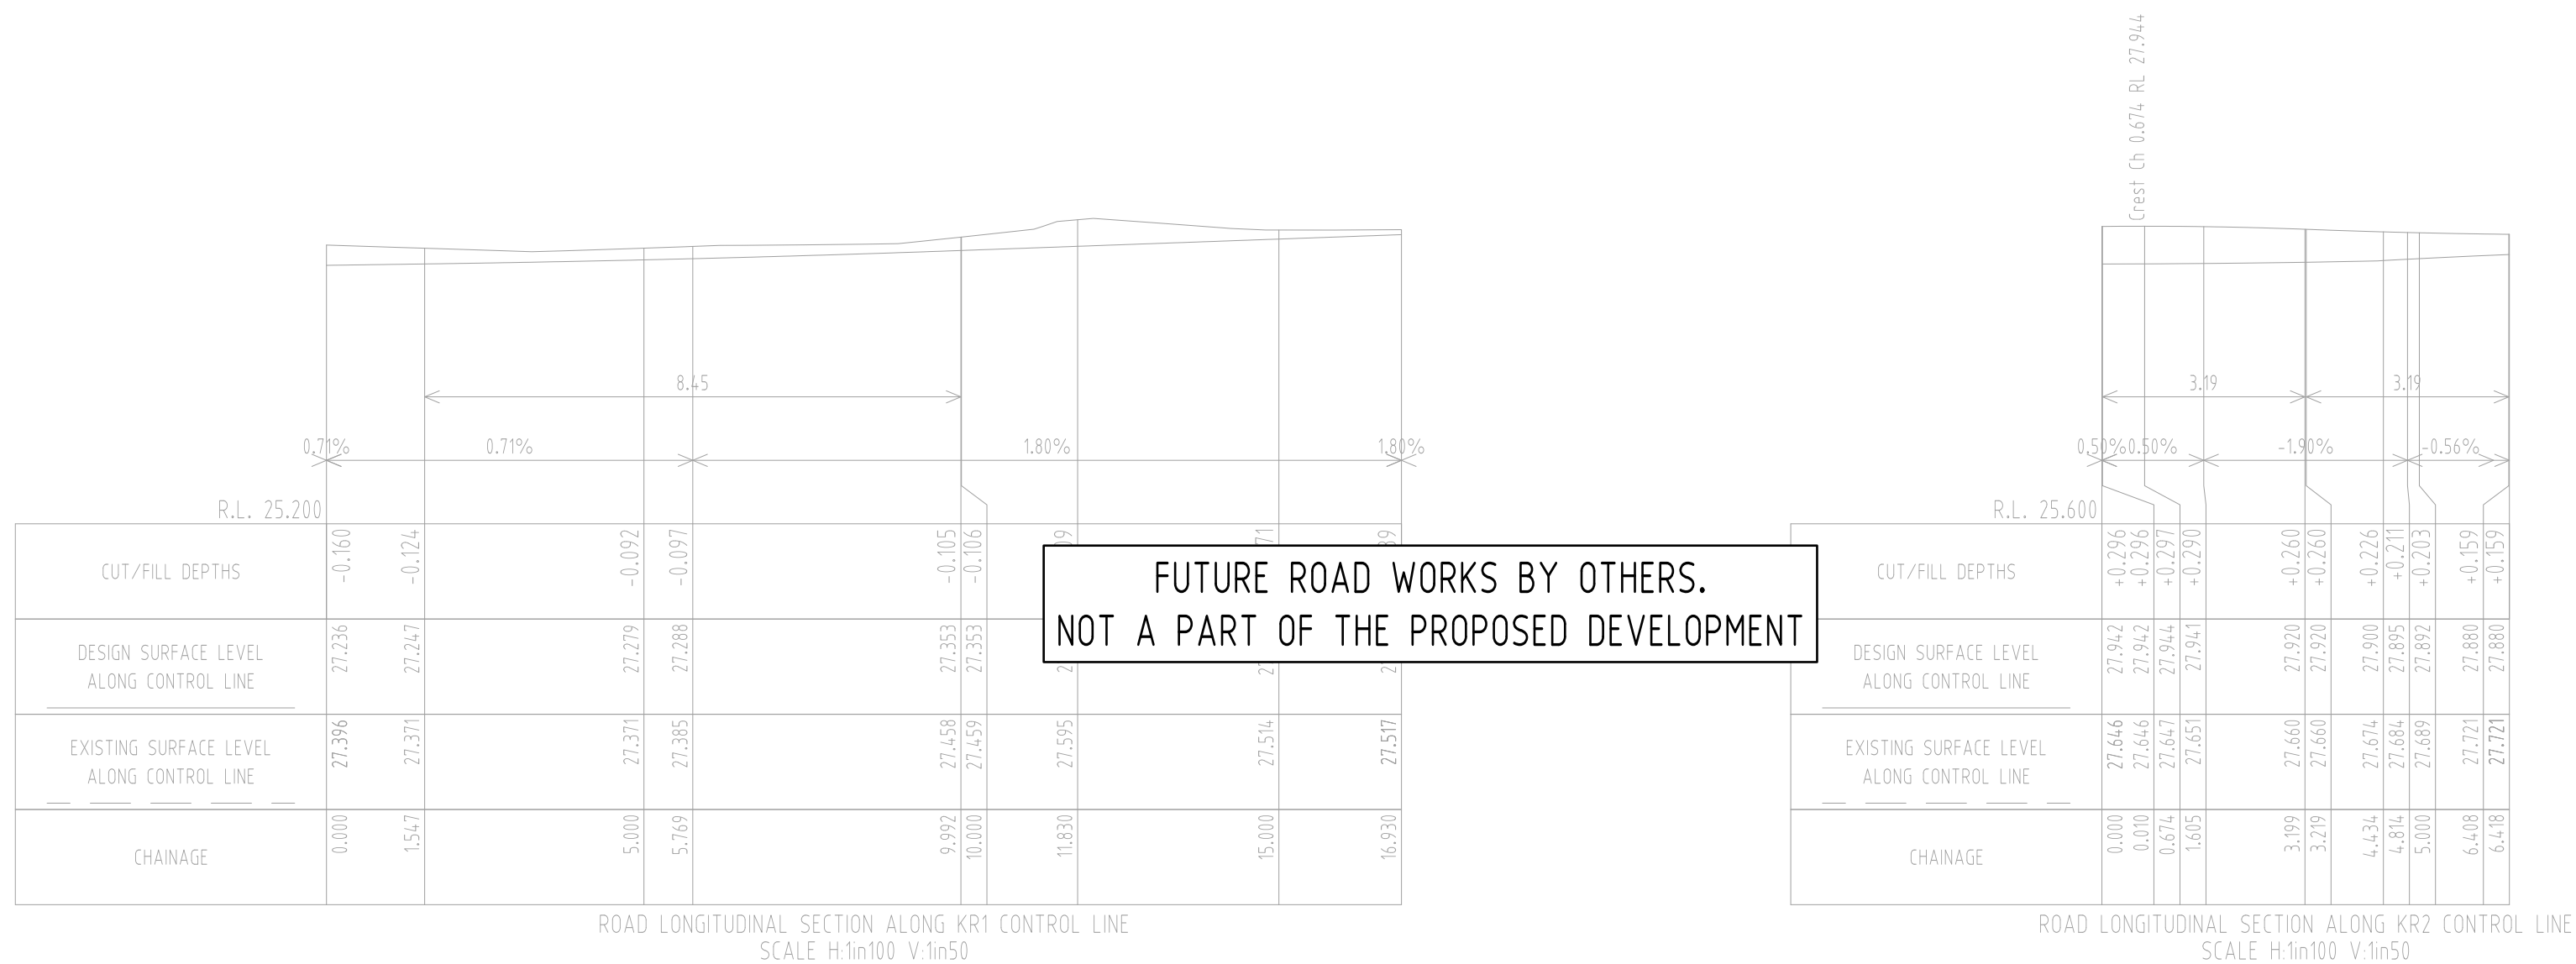 Crest Ch 0.674 RL 27.944
8.45
0.71% 0.71% 1.80% 1.80%
R.L. 25.200
CUT/FILL DEPTHS -0.160 -0.124 -0.092 -0.097 -0.105 -0.106
DESIGN SURFACE LEVEL
ALONG CONTROL LINE
27.236 27.247 27.279 27.288 27.353 27.353
EXISTING SURFACE LEVEL
ALONG CONTROL LINE
27.396 27.371 27.371 27.385 27.458 27.459 27.595 27.514 27.517
CHAINAGE 0.000 1.547 5.000 5.769 9.992 10.000 11.830 15.000 16.930
ROAD LONGITUDINAL SECTION ALONG KR1 CONTROL LINE
SCALE H:1in100 V:1in50
FUTURE ROAD WORKS BY OTHERS.
NOT A PART OF THE PROPOSED DEVELOPMENT
3.19 3.19
0.50% 0.50% -1.90% -0.56%
R.L. 25.600
CUT/FILL DEPTHS +0.296 +0.296 +0.297 +0.290 +0.260 +0.260 +0.226 +0.211 +0.203 +0.159 +0.159
DESIGN SURFACE LEVEL
ALONG CONTROL LINE
27.942 27.942 27.944 27.941 27.920 27.920 27.900 27.895 27.892 27.880 27.880
EXISTING SURFACE LEVEL
ALONG CONTROL LINE
27.646 27.646 27.647 27.651 27.660 27.660 27.674 27.684 27.689 27.721 27.721
CHAINAGE 0.000 0.010 0.674 1.605 3.199 3.219 4.434 4.814 5.000 6.408 6.418
ROAD LONGITUDINAL SECTION ALONG KR2 CONTROL LINE
SCALE H:1in100 V:1in50